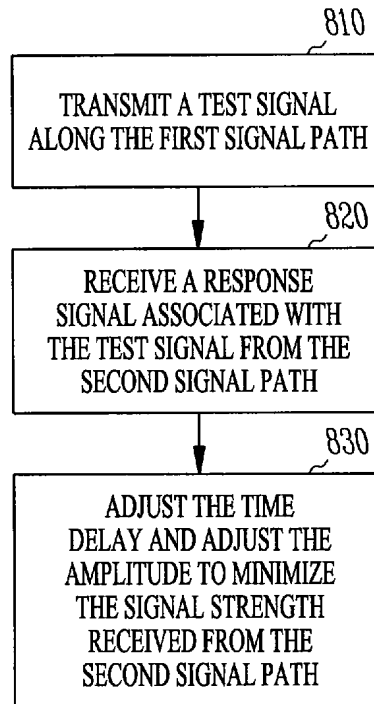 810
TRANSMIT A TEST SIGNAL
ALONG THE FIRST SIGNAL PATH
820
RECEIVE A RESPONSE
SIGNAL ASSOCIATED WITH
THE TEST SIGNAL FROM THE
SECOND SIGNAL PATH
830
ADJUST THE TIME
DELAY AND ADJUST THE
AMPLITUDE TO MINIMIZE
THE SIGNAL STRENGTH
RECEIVED FROM THE
SECOND SIGNAL PATH